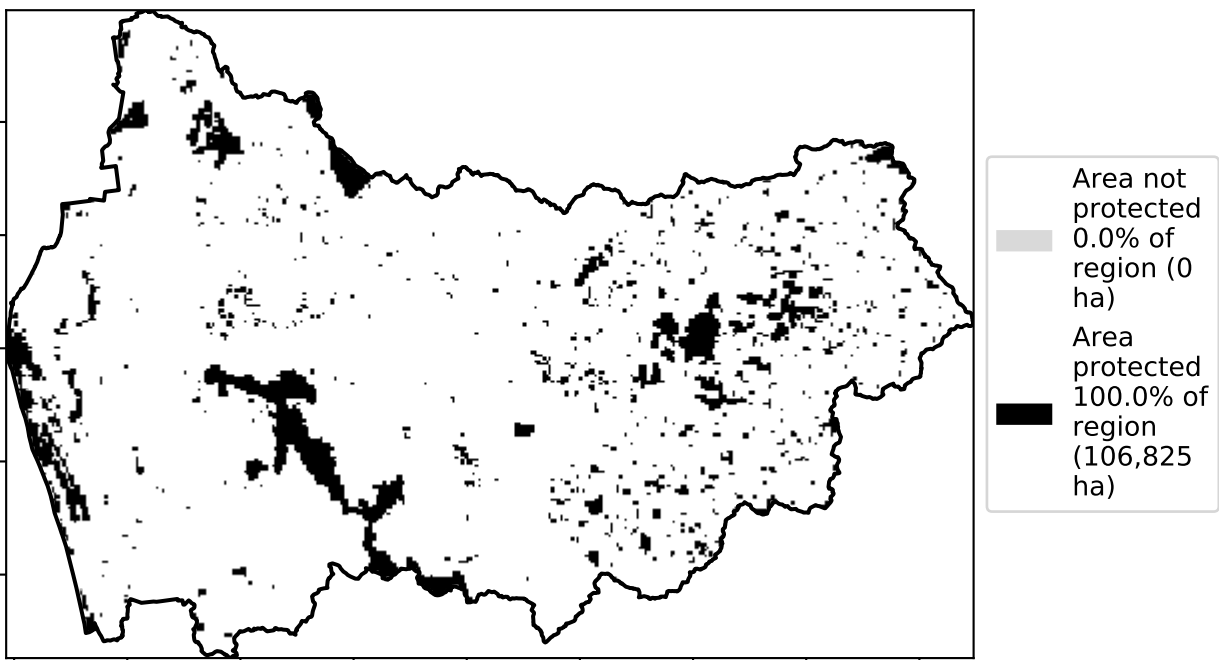 Area not
protected
0.0% of
region (0
ha)
Area
protected
100.0% of
region
(106,825
ha)